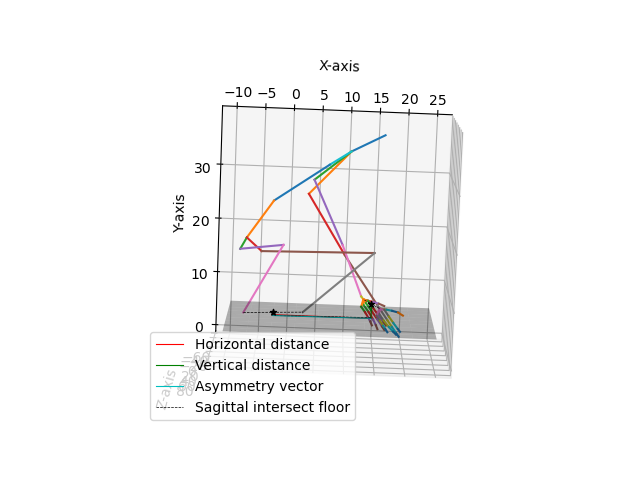 X-axis
−10 −5 0 5 10 15 20 25
Y-axis
30
20
10
0
Z-axis
Horizontal distance
Vertical distance
Asymmetry vector
Sagittal intersect floor